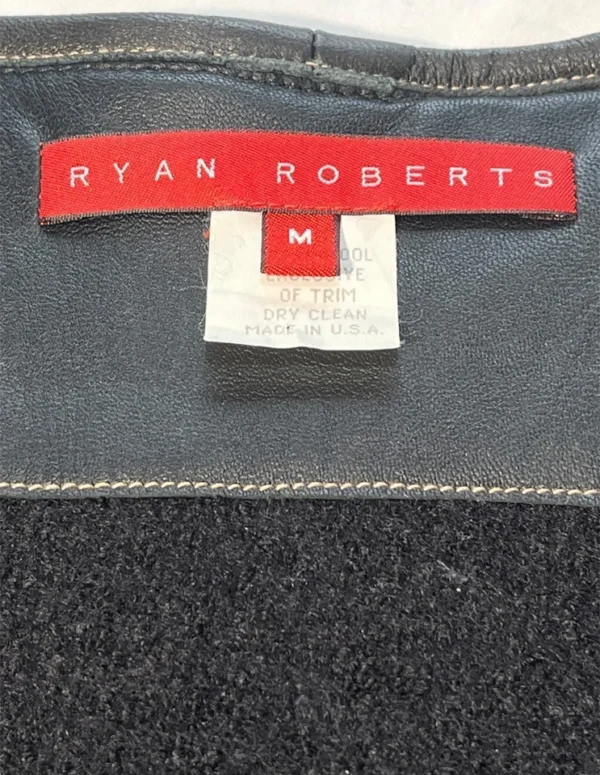 RYAN ROBERTS
M
OF TRIM
DRY CLEAN
MADE IN U.S.A.